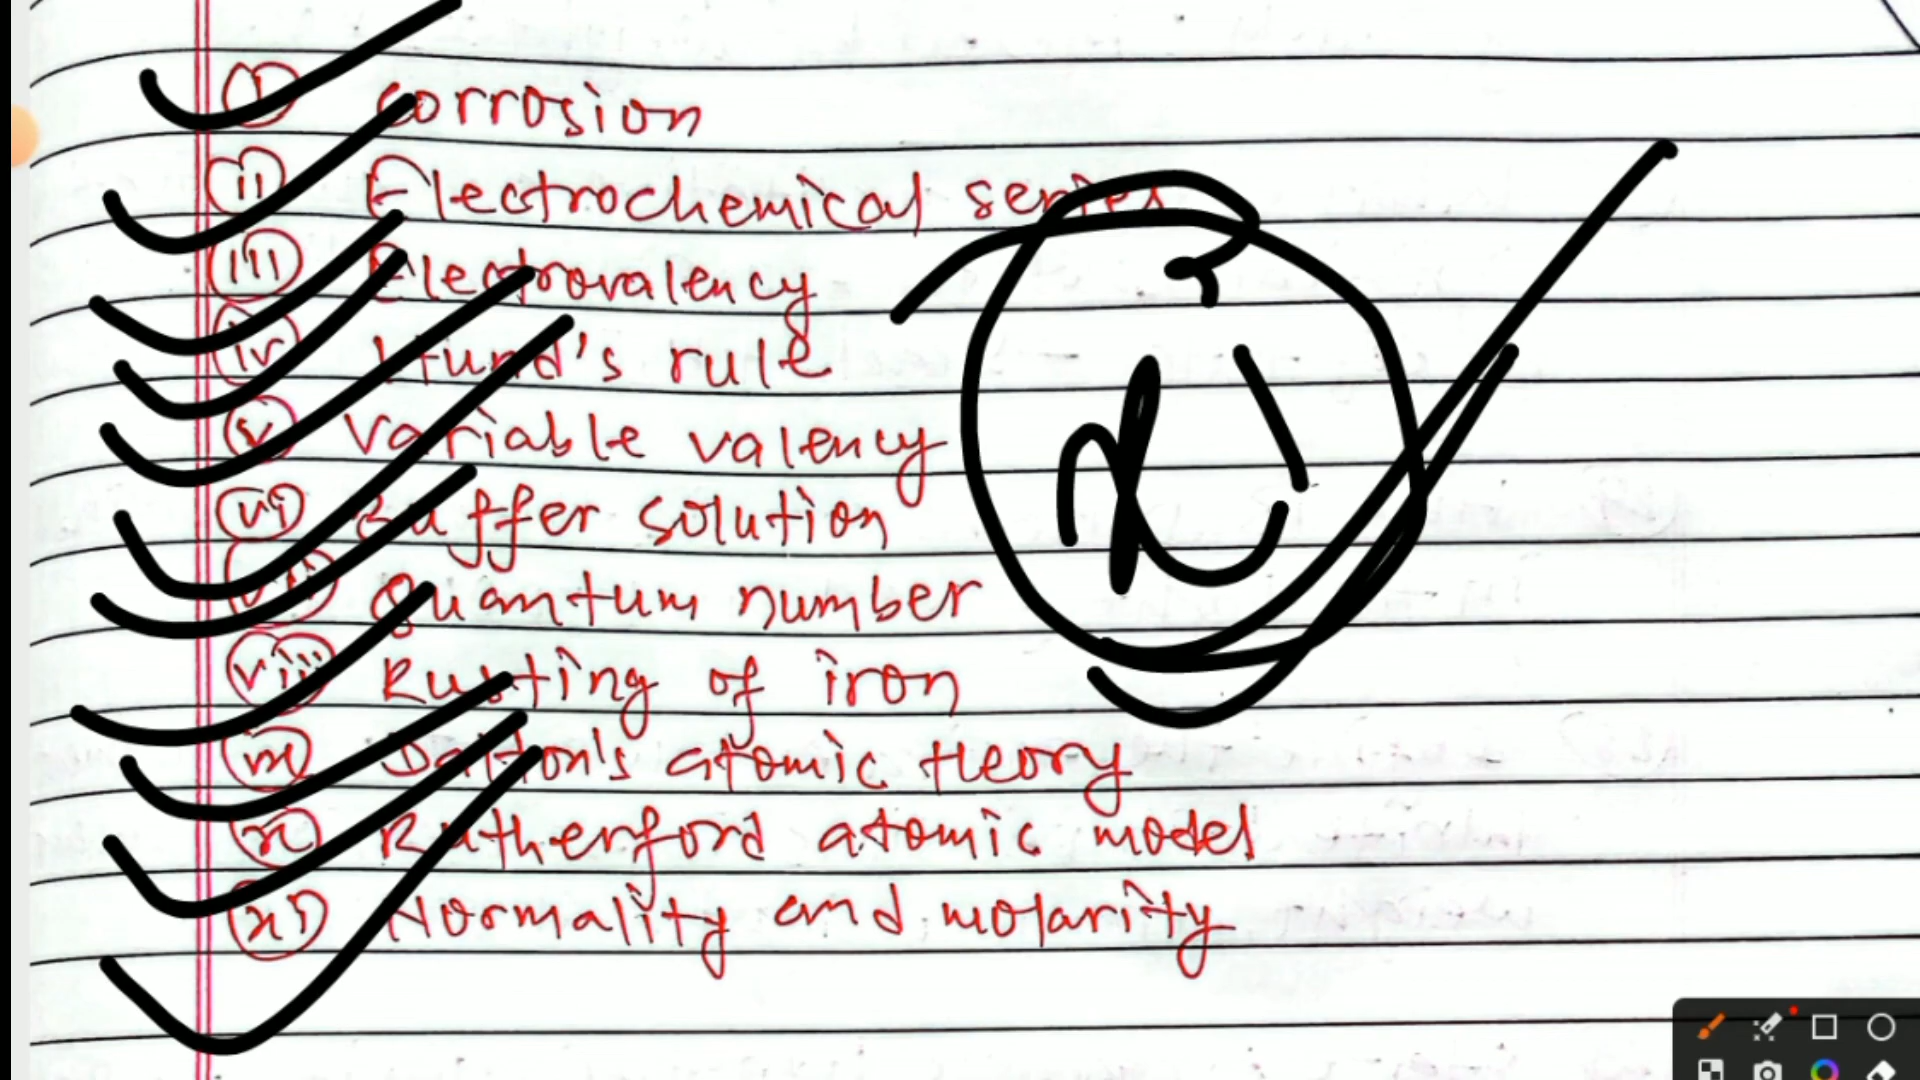 (i) Corrosion
(ii) Electrochemical series
(iii) Electrovalency
(iv) Hund's rule
(v) Variable valency
(vi) Buffer solution
(vii) Quantum number
(viii) Rusting of iron
(ix) Dalton's atomic theory
(x) Rutherford atomic model
(xi) Normality and molarity